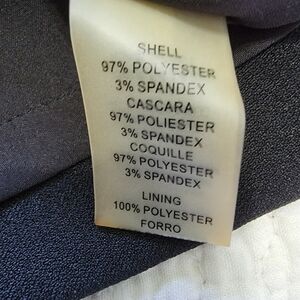 SHELL
97% POLYESTER
3% SPANDEX
CASCARA
97% POLIESTER
3% SPANDEX
COQUILLE
97% POLYESTER
3% SPANDEX
LINING
100% POLYESTER
FORRO